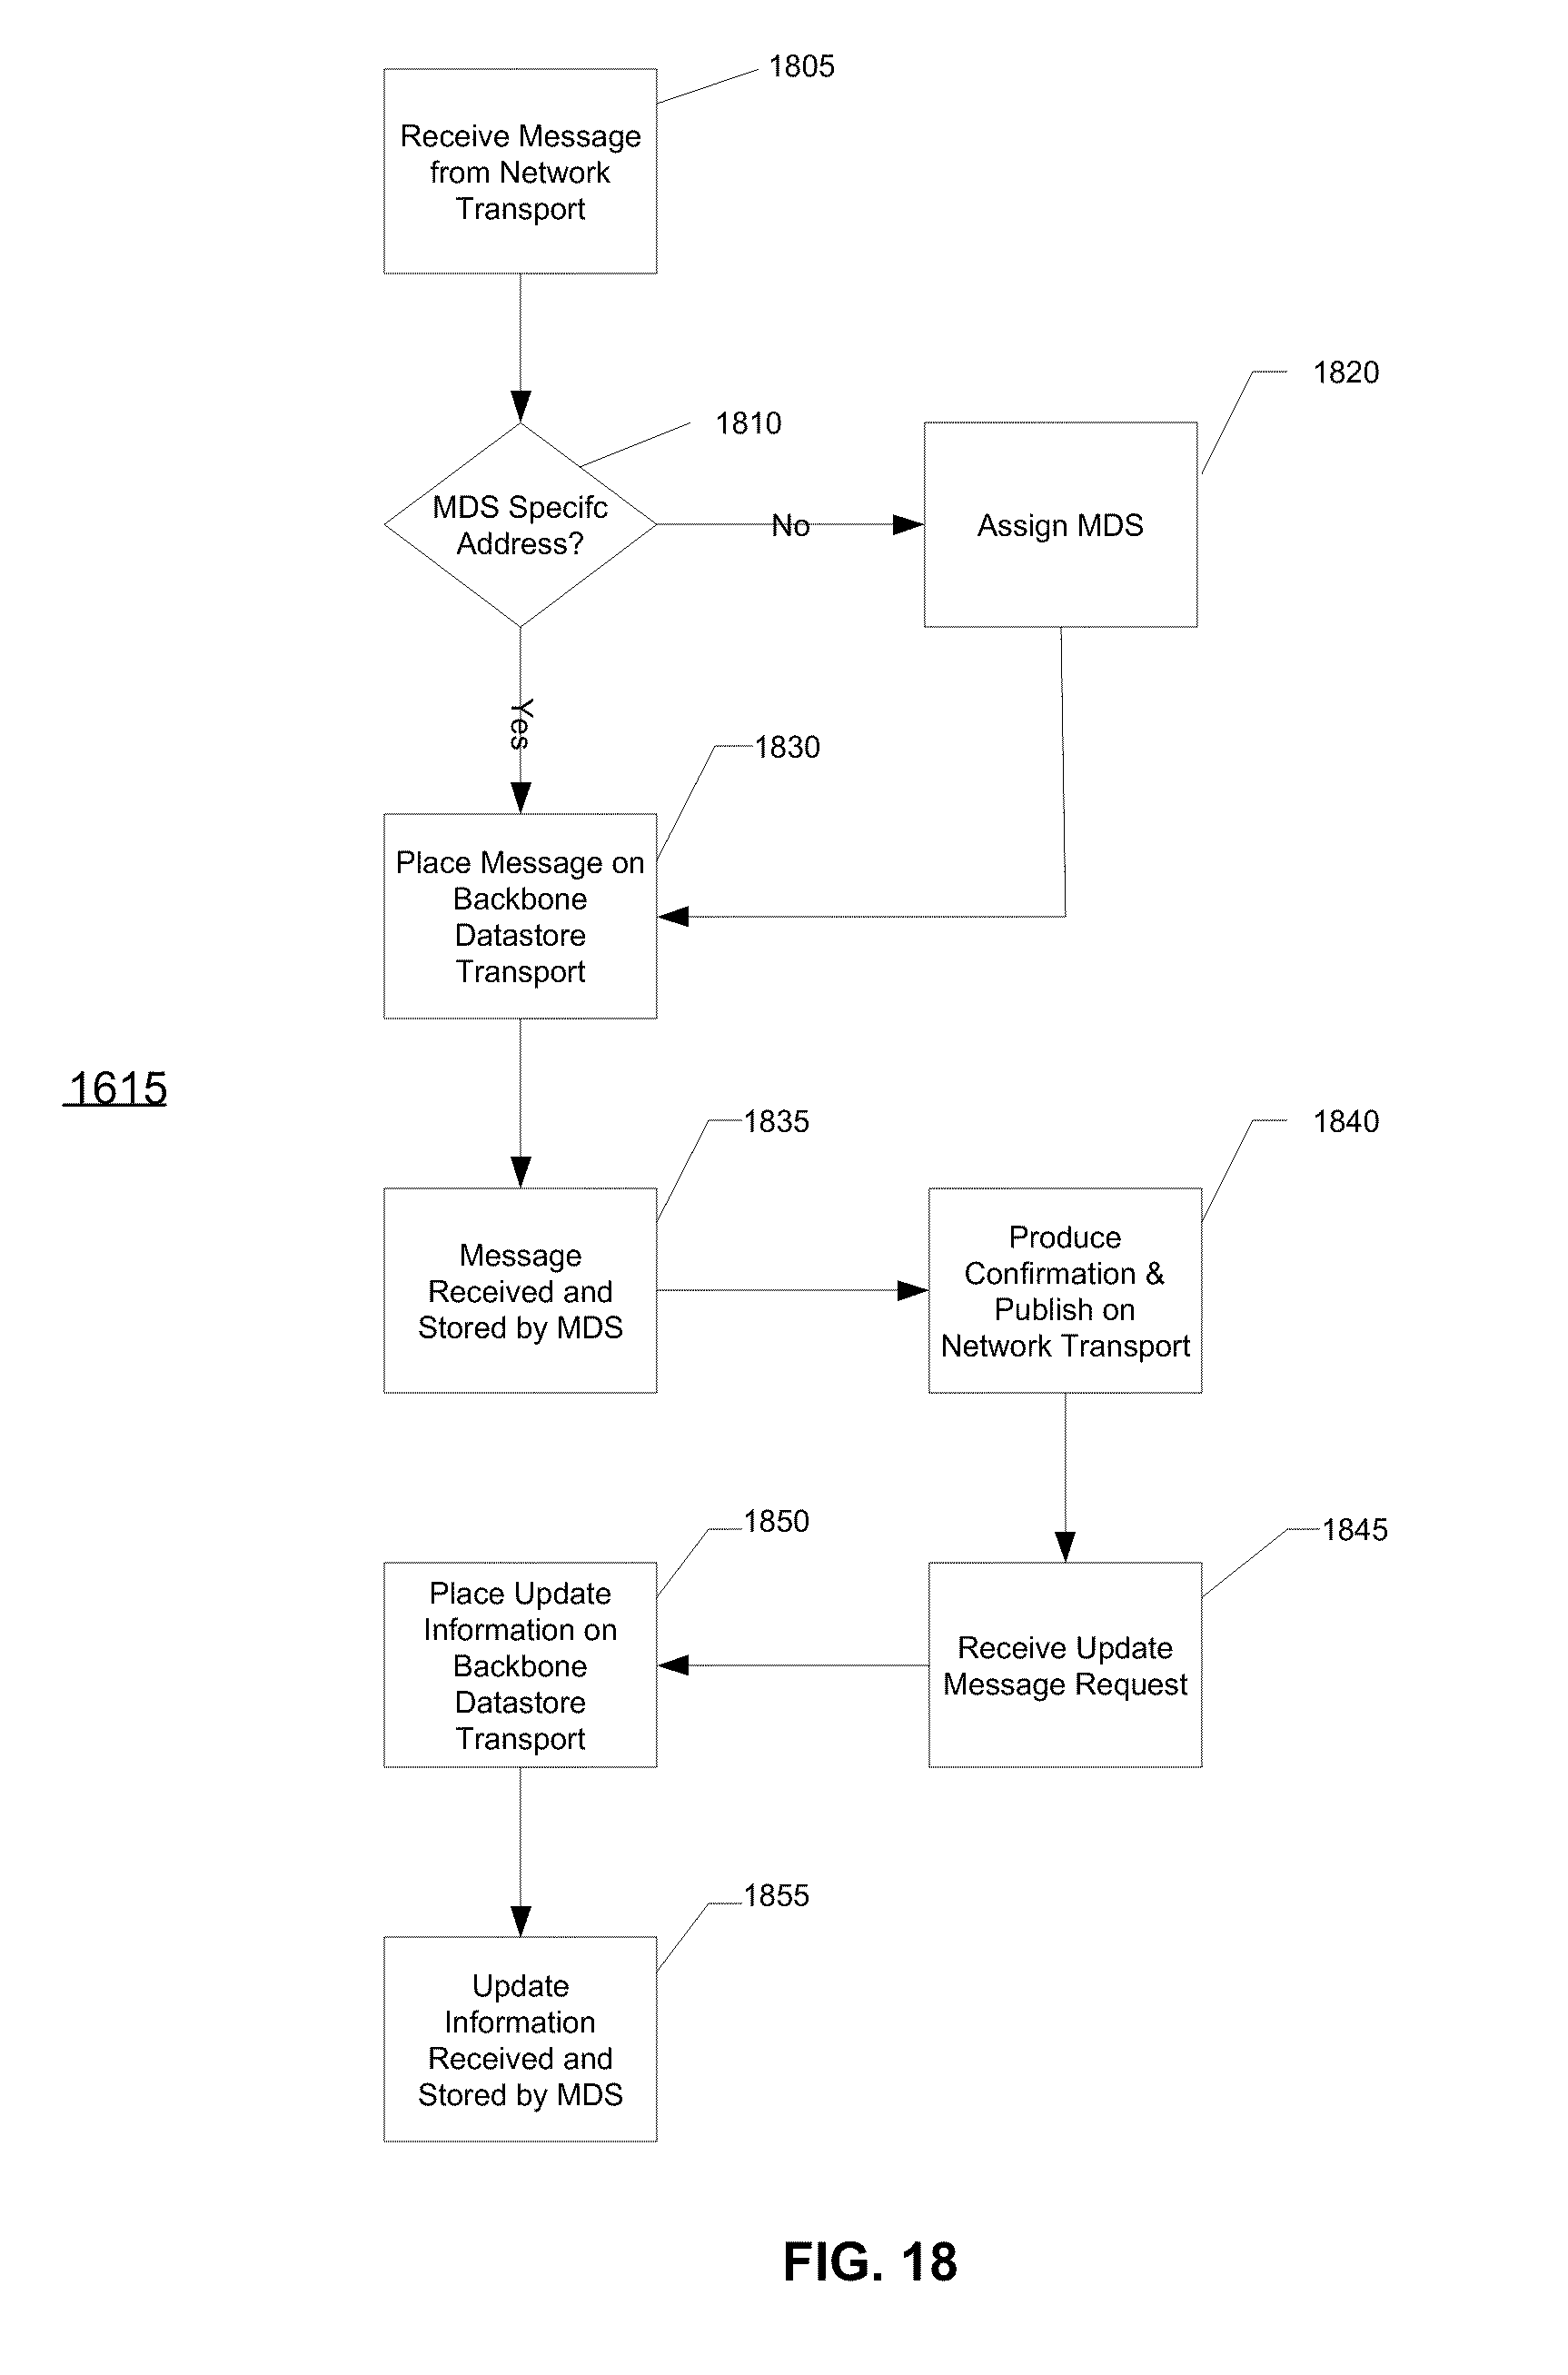 1805
Receive Message
from Network
Transport
1810
MDS Specifc
Address?
No
1820
Assign MDS
Yes
1830
Place Message on
Backbone
Datastore
Transport
1615
1835
Message
Received and
Stored by MDS
1840
Produce
Confirmation &
Publish on
Network Transport
1845
Receive Update
Message Request
1850
Place Update
Information on
Backbone
Datastore
Transport
1855
Update
Information
Received and
Stored by MDS
FIG. 18